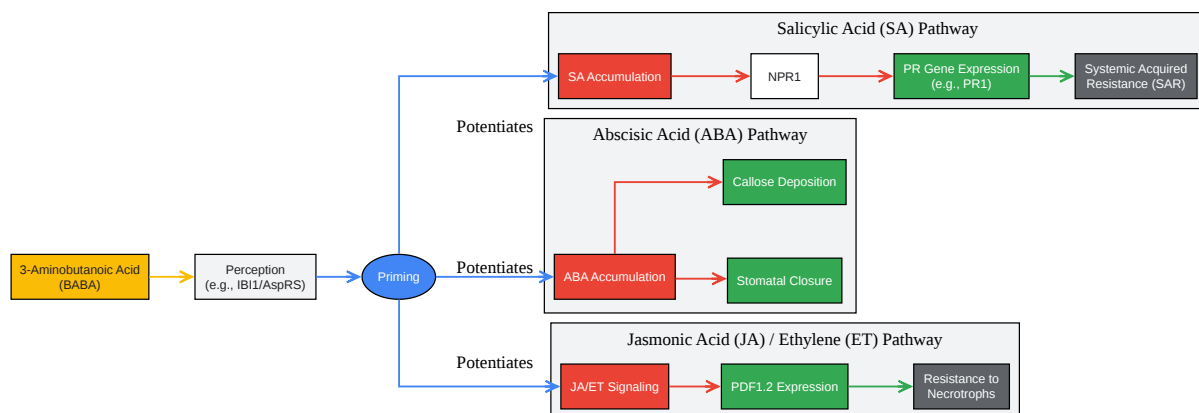 Salicylic Acid (SA) Pathway
SA Accumulation
NPR1
PR Gene Expression
(e.g., PR1)
Systemic Acquired
Resistance (SAR)
Potentiates
Abscisic Acid (ABA) Pathway
Callose Deposition
3-Aminobutanoic Acid
(BABA)
Perception
(e.g., IBI1/AspRS)
Priming
Potentiates
ABA Accumulation
Stomatal Closure
Jasmonic Acid (JA) / Ethylene (ET) Pathway
Potentiates
JA/ET Signaling
PDF1.2 Expression
Resistance to
Necrotrophs